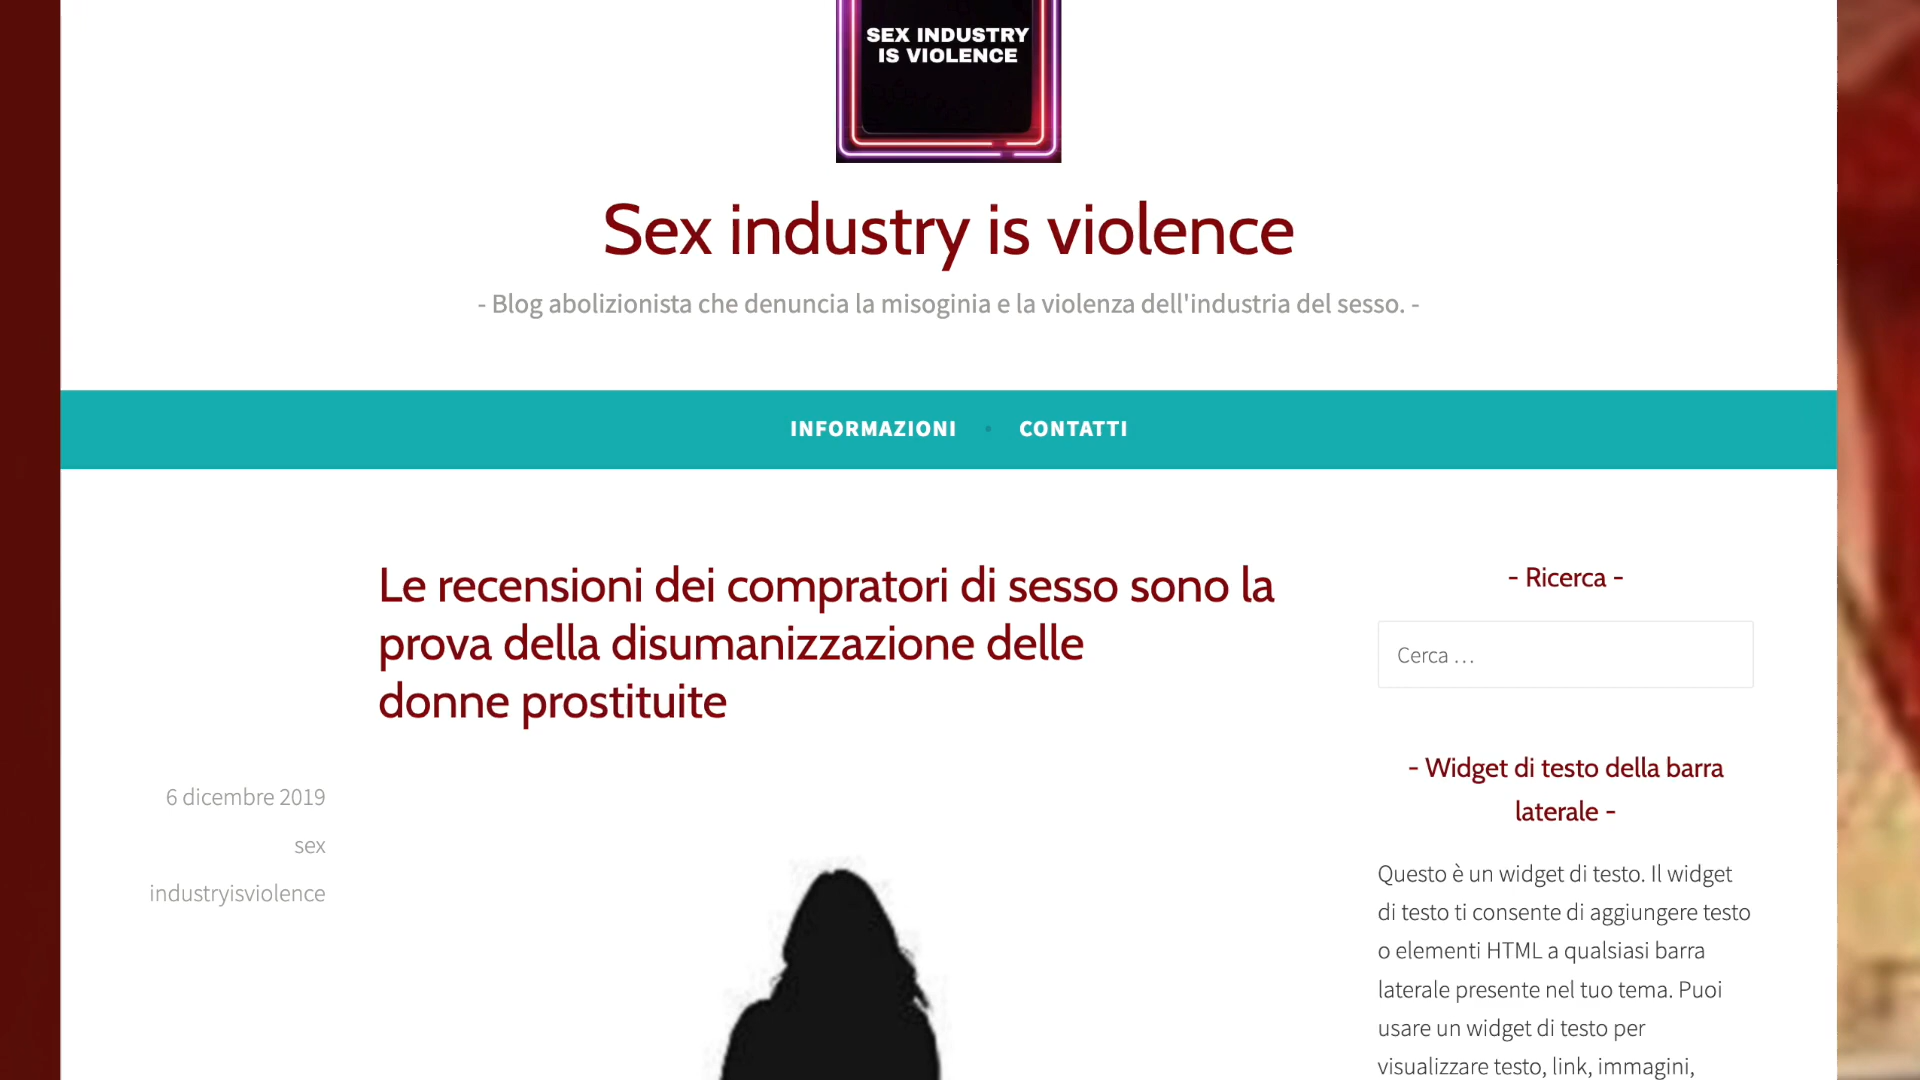 SEX INDUSTRY
IS VIOLENCE
Sex industry is violence
- Blog abolizionista che denuncia la misoginia e la violenza dell'industria del sesso. -
INFORMAZIONI
CONTATTI
Le recensioni dei compratori di sesso sono la
prova della disumanizzazione delle
donne prostituite
6 dicembre 2019
sex
industryisviolence
- Ricerca -
Cerca …
- Widget di testo della barra
laterale -
Questo è un widget di testo. Il widget
di testo ti consente di aggiungere testo
o elementi HTML a qualsiasi barra
laterale presente nel tuo tema. Puoi
usare un widget di testo per
visualizzare testo, link, immagini,